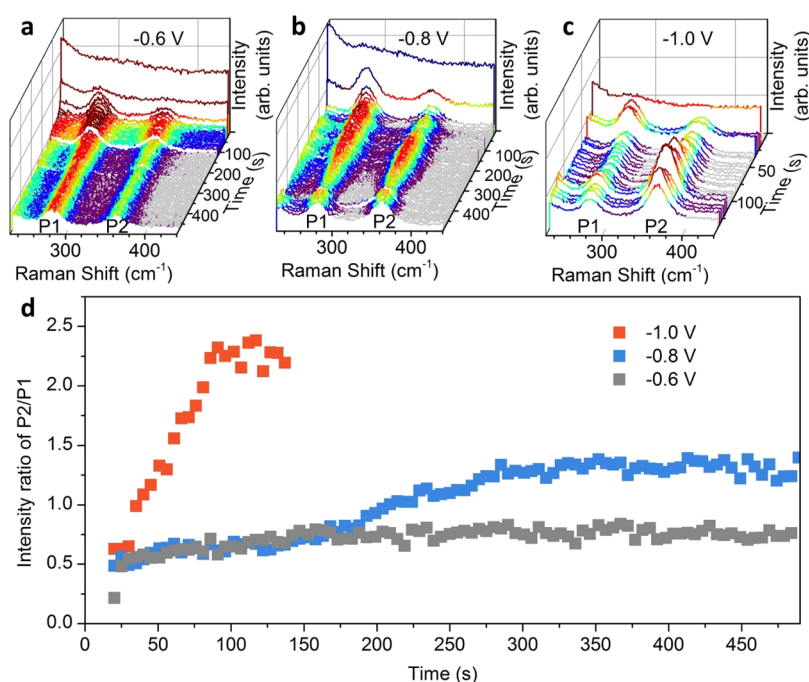 a
-0.6 V
Intensity
(arb. units)
100
200
300
400
Time (s)
P1
P2
300
400
Raman Shift (cm⁻¹)
b
-0.8 V
Intensity
(arb. units)
100
200
300
400
Time (s)
P1
P2
300
400
Raman Shift (cm⁻¹)
c
-1.0 V
Intensity
(arb. units)
50
100
Time (s)
P1
P2
300
400
Raman Shift (cm⁻¹)
d
2.5
2.0
1.5
1.0
0.5
0.0
Intensity ratio of P2/P1
-1.0 V
-0.8 V
-0.6 V
0
50
100
150
200
250
300
350
400
450
Time (s)